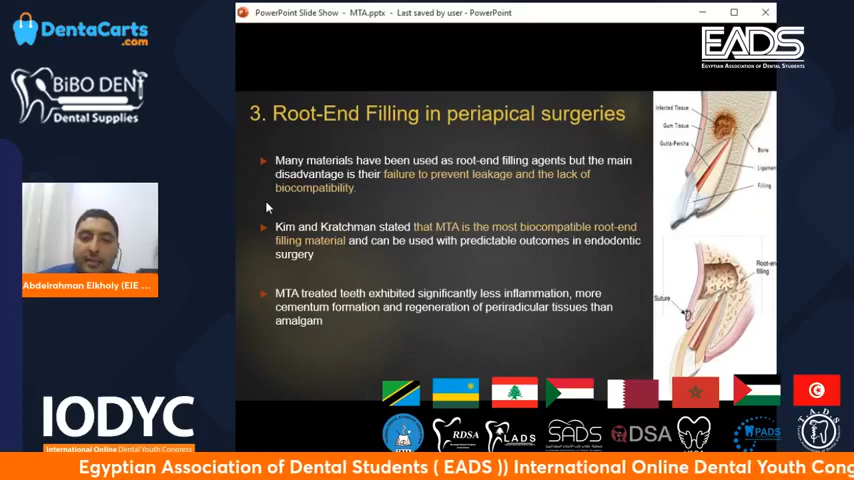 PowerPoint Slide Show - MTA.pptx - Last saved by user - PowerPoint
DentaCarts
.com
BiBO DENT
Dental Supplies
EADS
EGYPTIAN ASSOCIATION OF DENTAL STUDENTS
3. Root-End Filling in periapical surgeries
Many materials have been used as root-end filling agents but the main
disadvantage is their failure to prevent leakage and the lack of
biocompatibility.
Kim and Kratchman stated that MTA is the most biocompatible root-end
filling material and can be used with predictable outcomes in endodontic
surgery
MTA treated teeth exhibited significantly less inflammation, more
cementum formation and regeneration of periradicular tissues than
amalgam
Infected Tissue
Gum Tissue
Gutta-Percha
Bone
Ligament
Filling
Root-end
filling
Suture
Abdelrahman Elkholy (EIE ...
IODYC
International Online Dental Youth Congress
RDSA
LADS
SADS
QDSA
PADS
Egyptian Association of Dental Students ( EADS )) International Online Dental Youth Cong